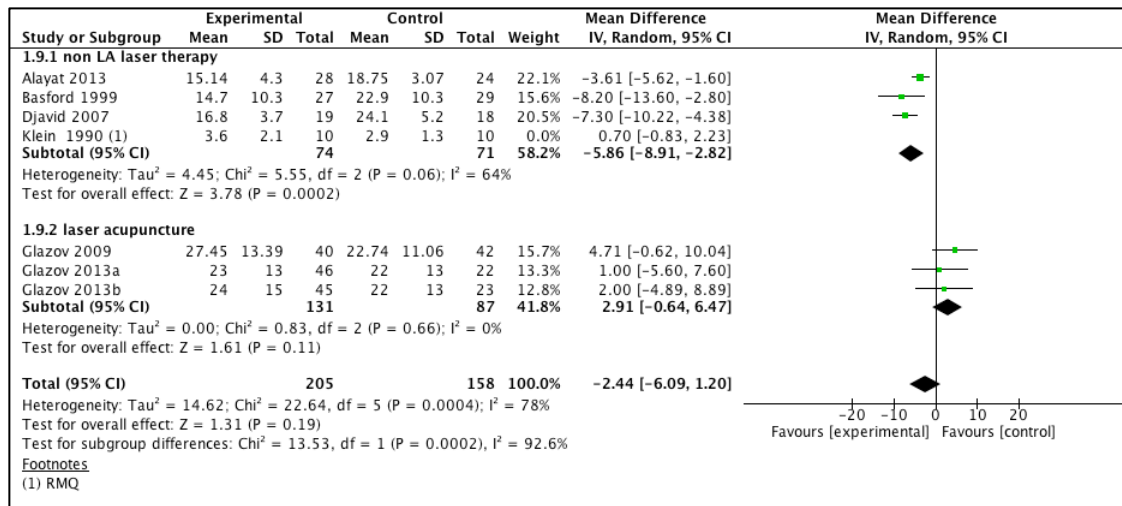 Experimental Control Mean Difference Mean Difference
Study or Subgroup Mean SD Total Mean SD Total Weight IV, Random, 95% CI IV, Random, 95% CI
1.9.1 non LA laser therapy
Alayat 2013 15.14 4.3 28 18.75 3.07 24 22.1% −3.61 [−5.62, −1.60]
Basford 1999 14.7 10.3 27 22.9 10.3 29 15.6% −8.20 [−13.60, −2.80]
Djavid 2007 16.8 3.7 19 24.1 5.2 18 20.5% −7.30 [−10.22, −4.38]
Klein 1990 (1) 3.6 2.1 10 2.9 1.3 10 0.0% 0.70 [−0.83, 2.23]
Subtotal (95% CI) 74 71 58.2% −5.86 [−8.91, −2.82]
Heterogeneity: Tau² = 4.45; Chi² = 5.55, df = 2 (P = 0.06); I² = 64%
Test for overall effect: Z = 3.78 (P = 0.0002)
1.9.2 laser acupuncture
Glazov 2009 27.45 13.39 40 22.74 11.06 42 15.7% 4.71 [−0.62, 10.04]
Glazov 2013a 23 13 46 22 13 22 13.3% 1.00 [−5.60, 7.60]
Glazov 2013b 24 15 45 22 13 23 12.8% 2.00 [−4.89, 8.89]
Subtotal (95% CI) 131 87 41.8% 2.91 [−0.64, 6.47]
Heterogeneity: Tau² = 0.00; Chi² = 0.83, df = 2 (P = 0.66); I² = 0%
Test for overall effect: Z = 1.61 (P = 0.11)
Total (95% CI) 205 158 100.0% −2.44 [−6.09, 1.20]
Heterogeneity: Tau² = 14.62; Chi² = 22.64, df = 5 (P = 0.0004); I² = 78%
Test for overall effect: Z = 1.31 (P = 0.19)
Test for subgroup differences: Chi² = 13.53, df = 1 (P = 0.0002), I² = 92.6%
−20 −10 0 10 20
Favours [experimental] Favours [control]
Footnotes
(1) RMQ